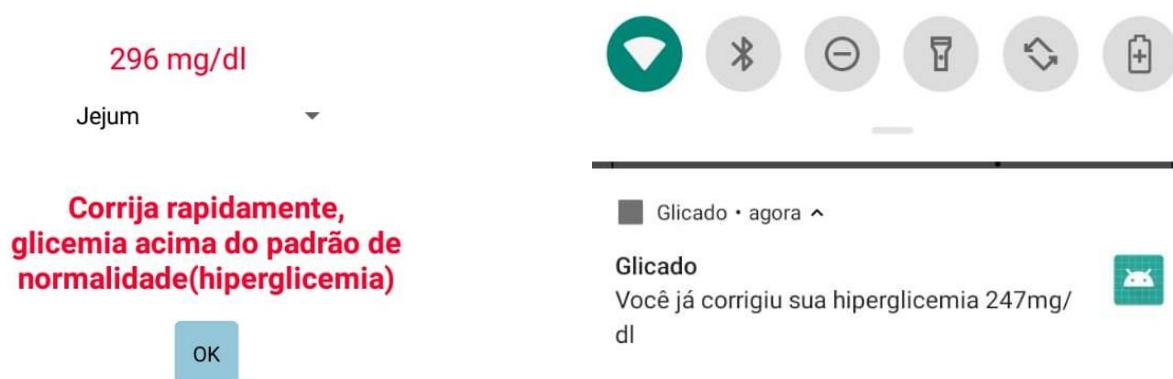 296 mg/dl
Jejum
Corrija rapidamente,
glicemia acima do padrão de
normalidade(hiperglicemia)
OK
Glicado • agora
Glicado
Você já corrigiu sua hiperglicemia 247mg/
dl